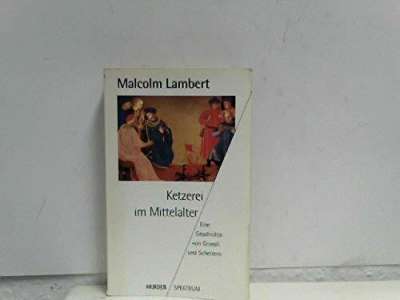 Malcolm Lambert
Ketzerei
im Mittelalter
Eine
Geschichte
von Gewalt
und Scheitern
HERDER / SPEKTRUM